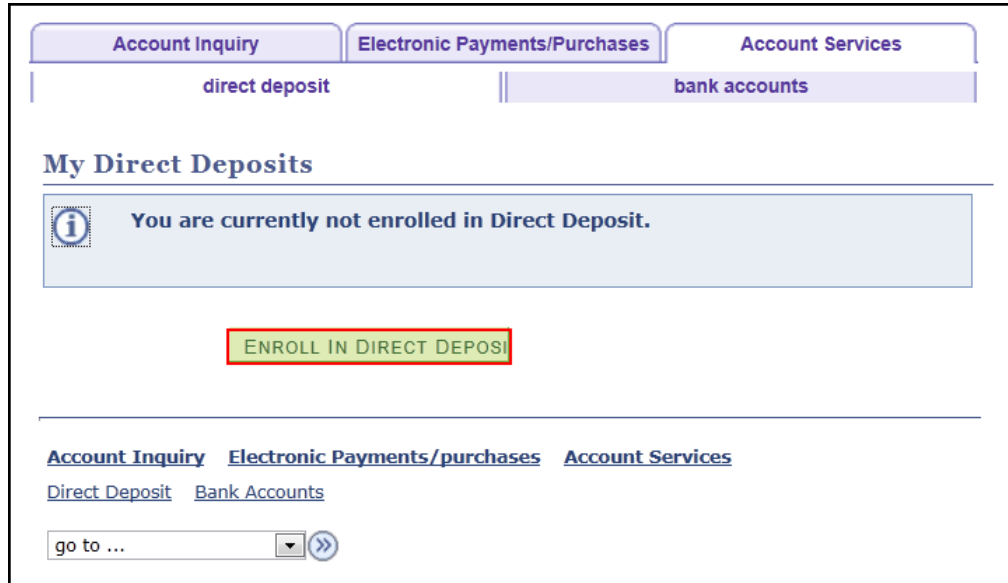 Account Inquiry Electronic Payments/Purchases Account Services
direct deposit bank accounts
My Direct Deposits
You are currently not enrolled in Direct Deposit.
ENROLL IN DIRECT DEPOSI
Account Inquiry Electronic Payments/purchases Account Services
Direct Deposit Bank Accounts
go to ...